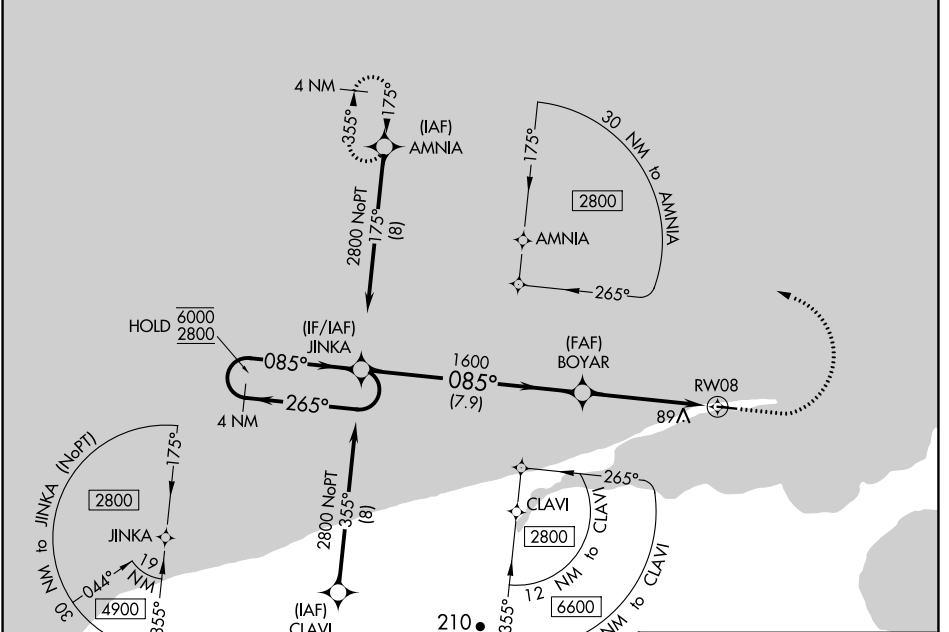 4 NM
355°
175°
(IAF)
AMNIA
2800 NoPT
175°
(8)
30 NM to AMNIA
175°
2800
AMNIA
265°
HOLD 6000
2800
(IF/IAF)
JINKA
085°
265°
4 NM
1600
085°
(7.9)
(FAF)
BOYAR
RW08
89
30 NM to JINKA (NoPT)
175°
2800
JINKA
19 NM
044°
4900
355°
2800 NoPT
355°
(8)
(IAF)
CLAVI
265°
CLAVI
2800
12 NM to CLAVI
6600
NM to CLAVI
355°
210